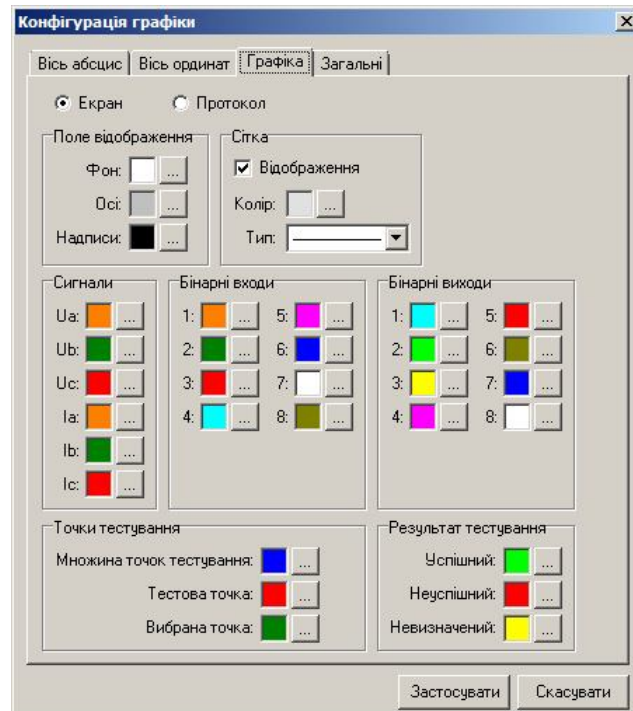 Конфігурація графіки
Вісь абсцис Вісь ординат Графіка Загальні
Екран Протокол
Поле відображення Сітка
Фон: ... Відображення
Осі: ... Колір: ...
Надписи: ... Тип:
Сигнали Бінарні входи Бінарні виходи
Ua: ... 1: ... 5: ... 1: ... 5: ...
Ub: ... 2: ... 6: ... 2: ... 6: ...
Uc: ... 3: ... 7: ... 3: ... 7: ...
Ia: ... 4: ... 8: ... 4: ... 8: ...
Ib: ...
Ic: ...
Точки тестування Результат тестування
Множина точок тестування: ... Успішний: ...
Тестова точка: ... Неуспішний: ...
Вибрана точка: ... Невизначений: ...
Застосувати Скасувати